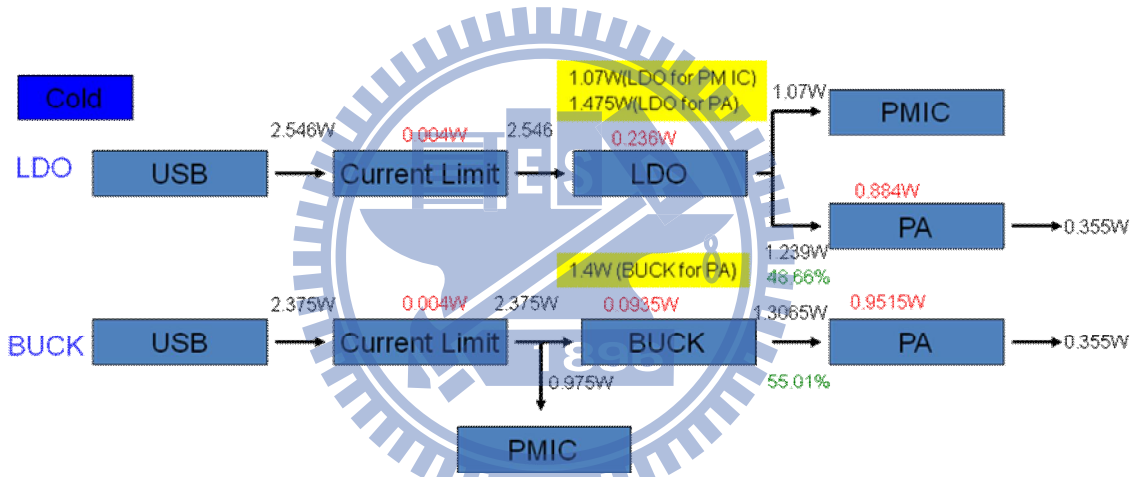 Cold
1.07W(LDO for PM IC)
1.475W(LDO for PA)
LDO
2.546W
0.004W
2.546
0.236W
1.07W
USB
Current Limit
LDO
PMIC
0.884W
PA
0.355W
1.239W
48.66%
1.4W (BUCK for PA)
BUCK
2.375W
0.004W
2.375W
0.0935W
1.3065W
0.9515W
USB
Current Limit
BUCK
PA
0.355W
55.01%
0.975W
PMIC
ES
1898